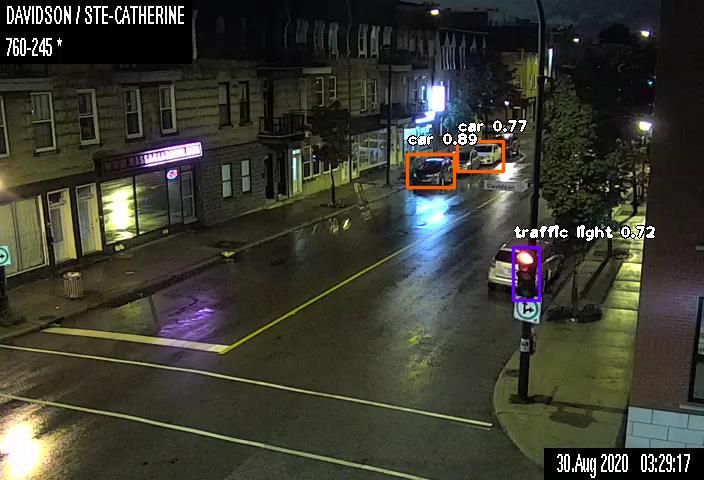 DAVIDSON / STE-CATHERINE
760-245 *
car 0.77
car 0.89
Davidson
traffic light 0.72
30.Aug 2020 03:29:17